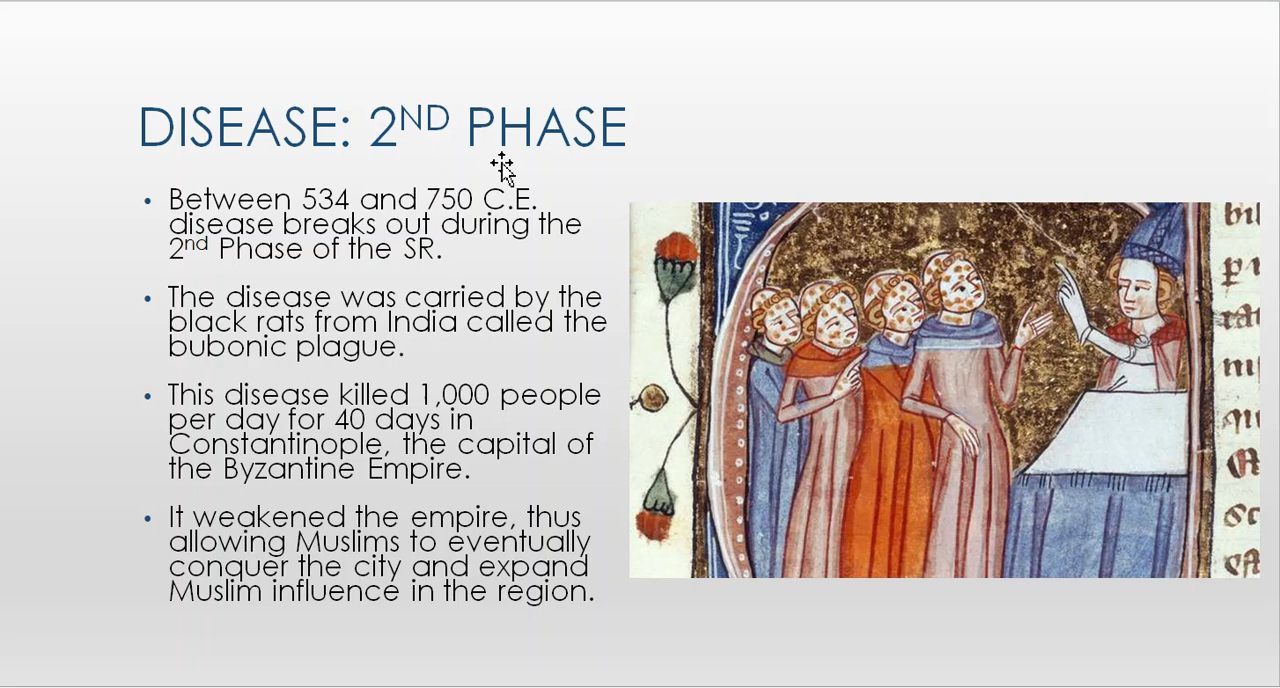 DISEASE: 2ND PHASE
• Between 534 and 750 C.E.
disease breaks out during the
2nd Phase of the SR.
• The disease was carried by the
black rats from India called the
bubonic plague.
• This disease killed 1,000 people
per day for 40 days in
Constantinople, the capital of
the Byzantine Empire.
• It weakened the empire, thus
allowing Muslims to eventually
conquer the city and expand
Muslim influence in the region.